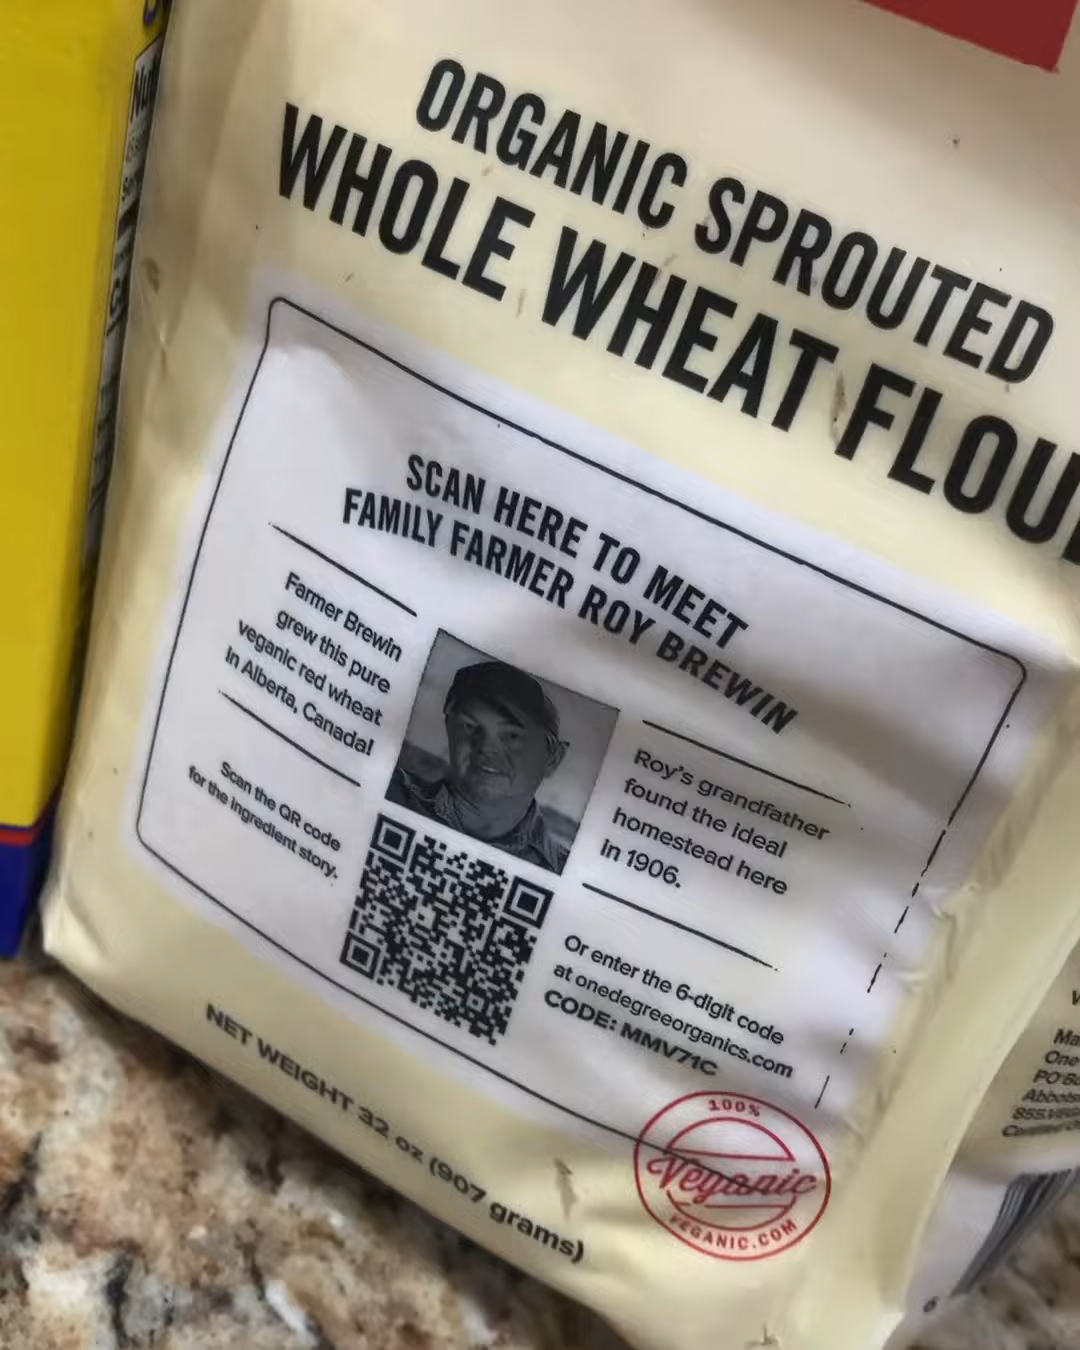 ORGANIC SPROUTED
WHOLE WHEAT
SCAN HERE TO MEET
FAMILY FARMER ROY BREWIN
Farmer Brewin
grew this pure
veganic red wheat
in Alberta, Canada!
Scan the QR code
for the ingredient story.
Roy's grandfather
found the ideal
homestead here
in 1906.
Or enter the 6-digit code
at onedegreeorganics.com
CODE: MMV71C
NET WEIGHT 32 oz (907 grams)
100%
Veganic
VEGANIC.COM
One